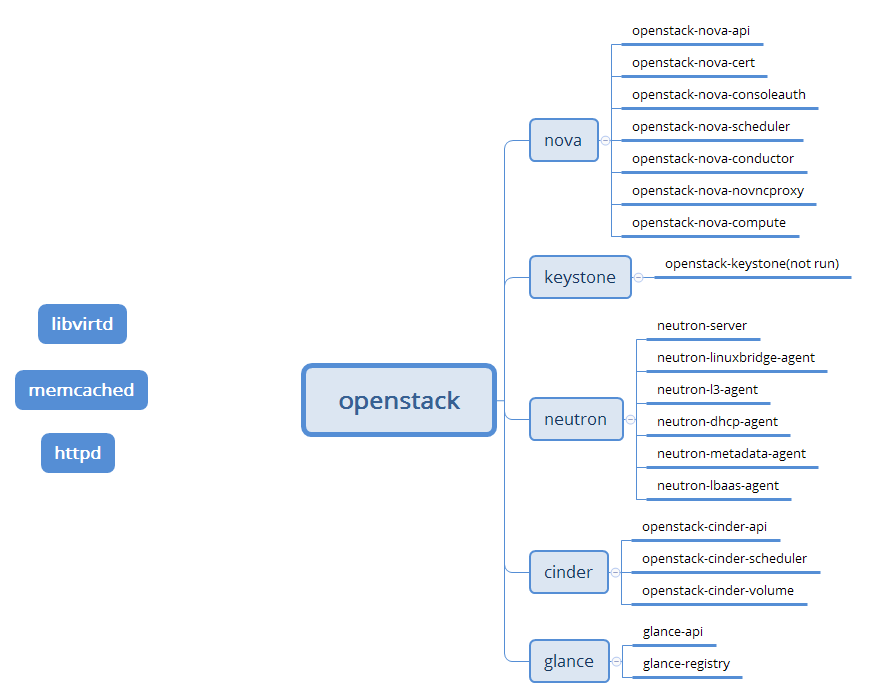 libvirtd
memcached
httpd
openstack
nova
openstack-nova-api
openstack-nova-cert
openstack-nova-consoleauth
openstack-nova-scheduler
openstack-nova-conductor
openstack-nova-novncproxy
openstack-nova-compute
keystone
openstack-keystone(not run)
neutron
neutron-server
neutron-linuxbridge-agent
neutron-l3-agent
neutron-dhcp-agent
neutron-metadata-agent
neutron-lbaas-agent
cinder
openstack-cinder-api
openstack-cinder-scheduler
openstack-cinder-volume
glance
glance-api
glance-registry